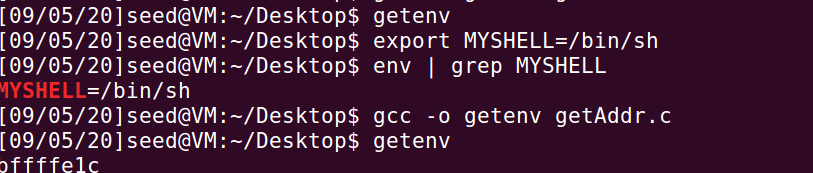 [09/05/20]seed@VM:~/Desktop$ getenv
[09/05/20]seed@VM:~/Desktop$ export MYSHELL=/bin/sh
[09/05/20]seed@VM:~/Desktop$ env | grep MYSHELL
MYSHELL=/bin/sh
[09/05/20]seed@VM:~/Desktop$ gcc -o getenv getAddr.c
[09/05/20]seed@VM:~/Desktop$ getenv
bffffe1c